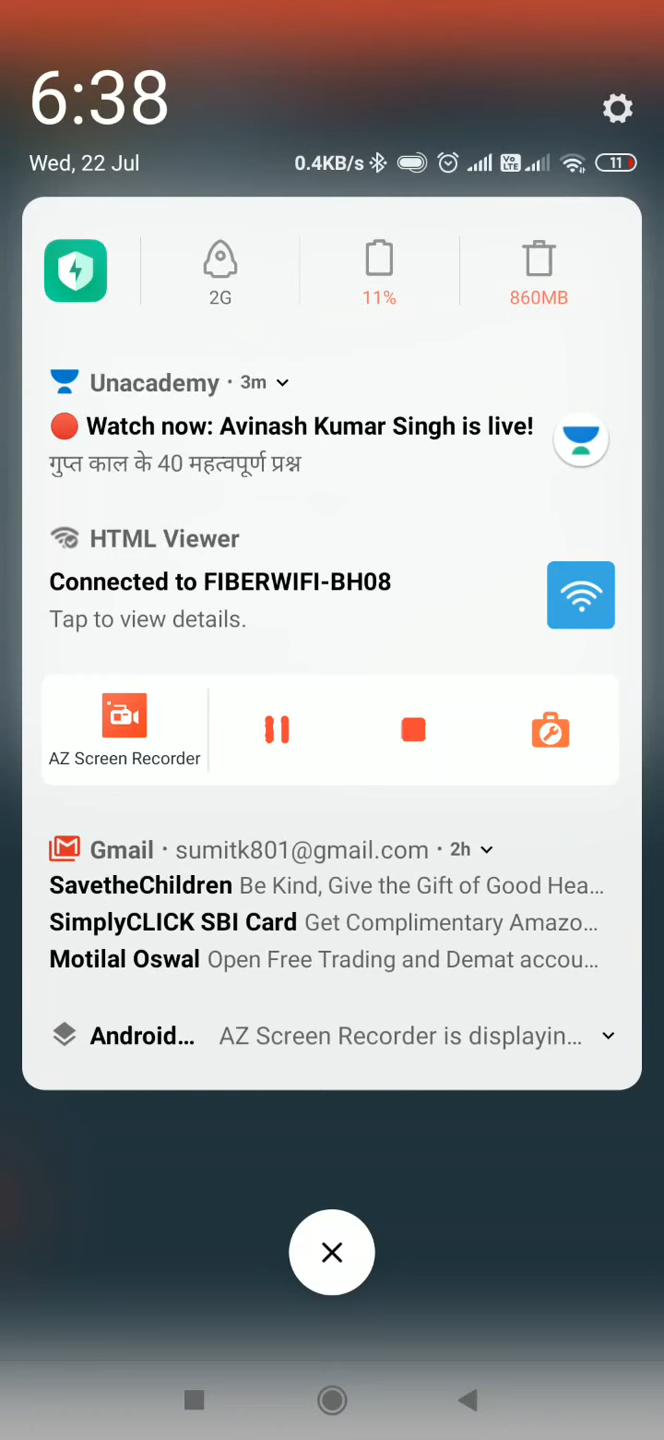 6:38
Wed, 22 Jul 0.4KB/s Vo LTE 11
2G 11% 860MB
Unacademy · 3m
Watch now: Avinash Kumar Singh is live!
गुप्त काल के 40 महत्वपूर्ण प्रश्न
HTML Viewer
Connected to FIBERWIFI-BH08
Tap to view details.
AZ Screen Recorder
Gmail · sumitk801@gmail.com · 2h
SavetheChildren Be Kind, Give the Gift of Good Hea...
SimplyCLICK SBI Card Get Complimentary Amazo...
Motilal Oswal Open Free Trading and Demat accou...
Android... AZ Screen Recorder is displayin...